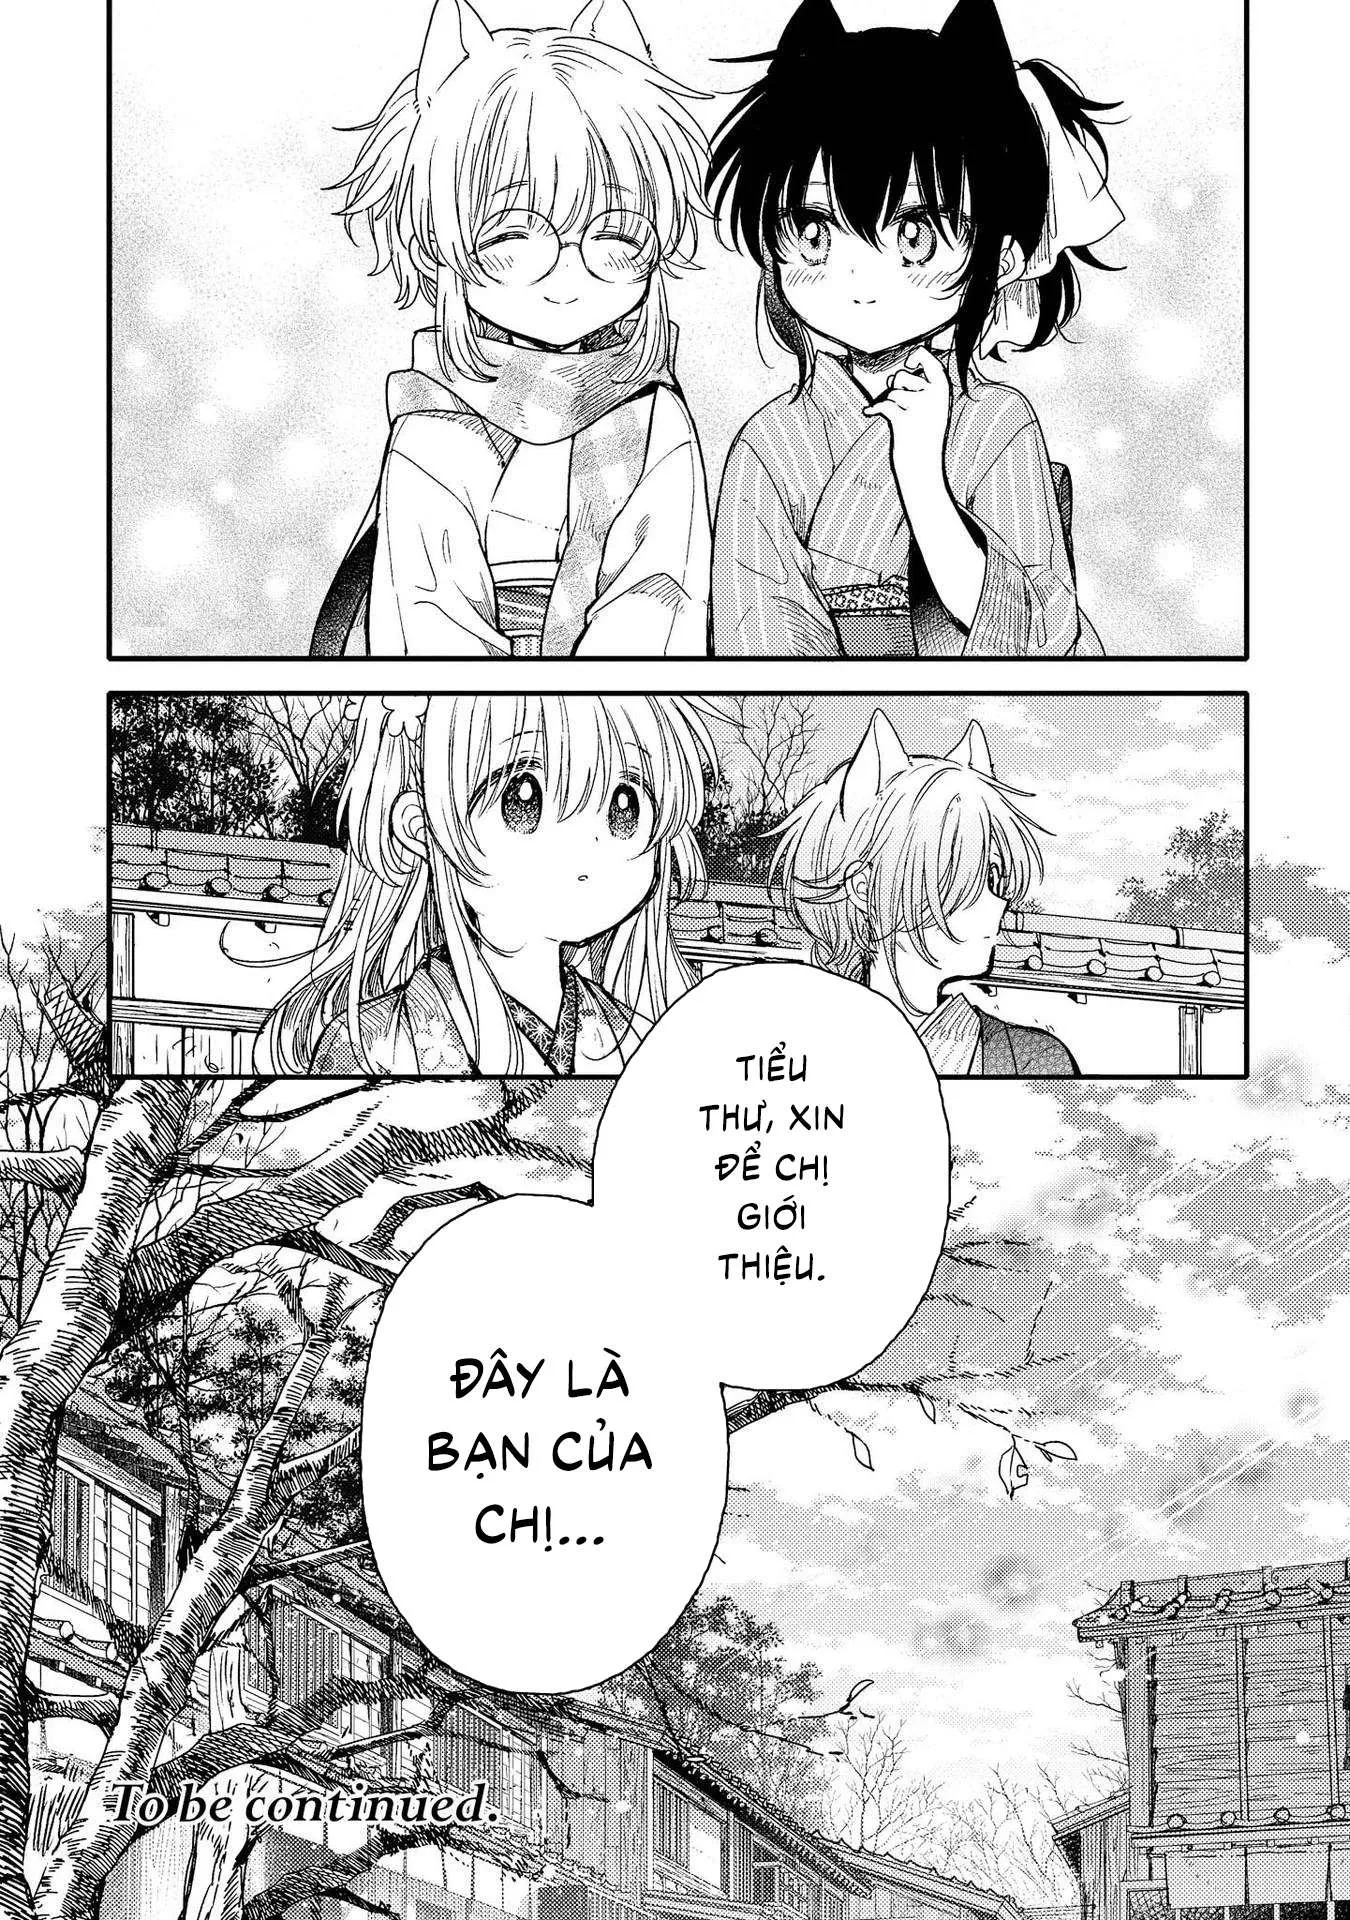 TIỂU
THƯ, XIN
ĐỂ CHỊ
GIỚI
THIỆU.
ĐÂY LÀ
BẠN CỦA
CHỊ...
To be continued.